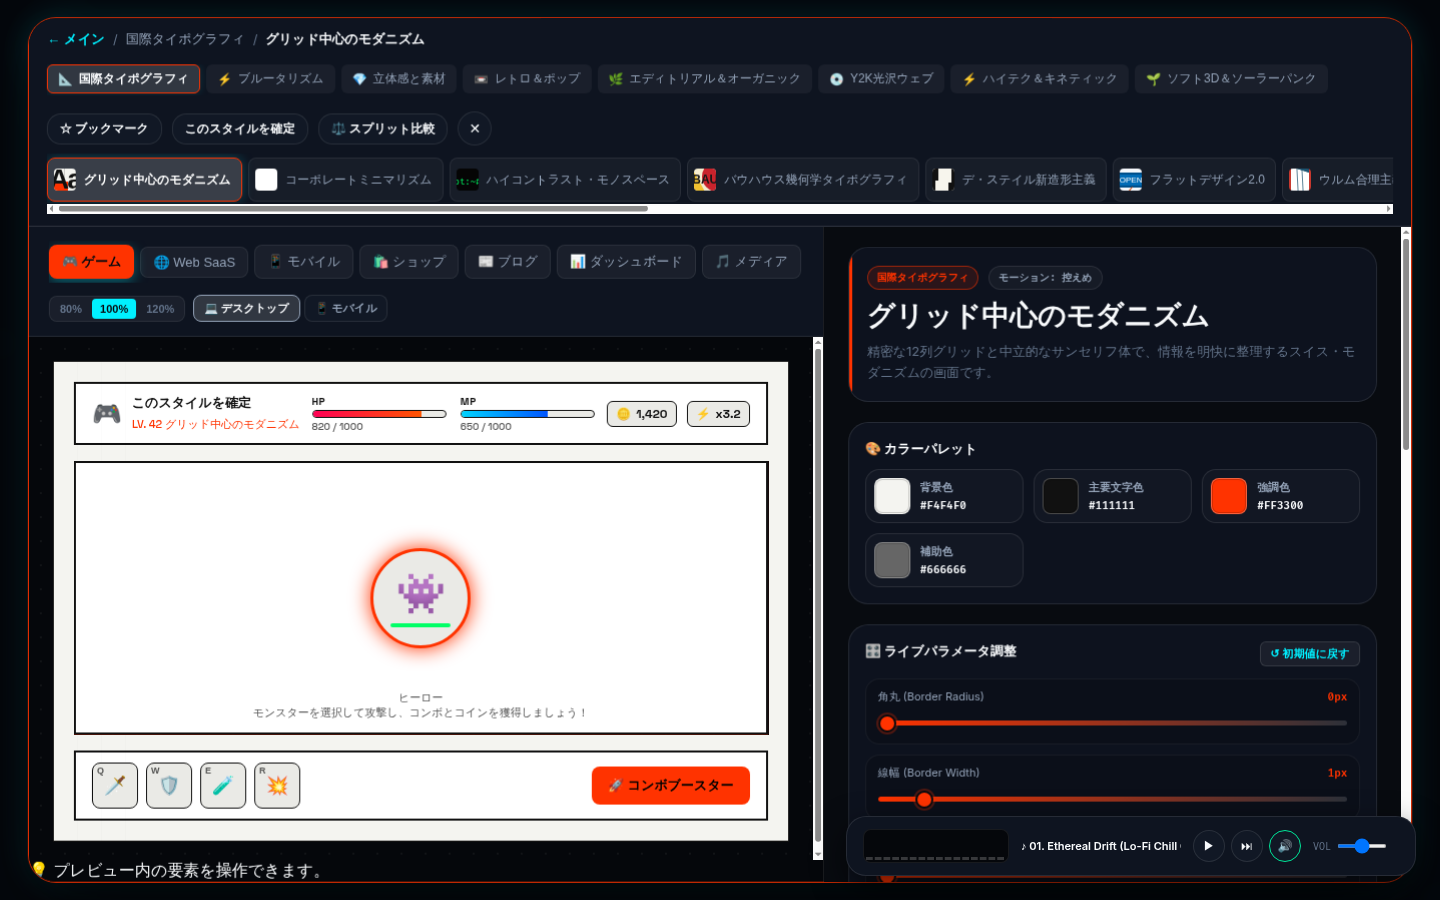 ← メイン / 国際タイポグラフィ / グリッド中心のモダニズム
国際タイポグラフィ ブルータリズム 立体感と素材 レトロ＆ポップ エディトリアル＆オーガニック Y2K光沢ウェブ ハイテク＆キネティック ソフト3D＆ソーラーパンク
☆ ブックマーク このスタイルを確定 スプリット比較 ✕
Aa グリッド中心のモダニズム コーポレートミニマリズム ハイコントラスト・モノスペース BAU バウハウス幾何学タイポグラフィ デ・ステイル新造形主義 OPEN フラットデザイン2.0 ウルム合理主
ゲーム Web SaaS モバイル ショップ ブログ ダッシュボード メディア
80% 100% 120% デスクトップ モバイル
このスタイルを確定
LV. 42 グリッド中心のモダニズム
HP
820 / 1000
MP
650 / 1000
1,420
x3.2
ヒーロー
モンスターを選択して攻撃し、コンボとコインを獲得しましょう！
Q W E R
コンボブースター
プレビュー内の要素を操作できます。
国際タイポグラフィ モーション: 控えめ
グリッド中心のモダニズム
精密な12列グリッドと中立的なサンセリフ体で、情報を明快に整理するスイス・モ
ダニズムの画面です。
カラーパレット
背景色
#F4F4F0
主要文字色
#111111
強調色
#FF3300
補助色
#666666
ライブパラメータ調整 ↺ 初期値に戻す
角丸 (Border Radius) 0px
線幅 (Border Width) 1px
♪ 01. Ethereal Drift (Lo-Fi Chill
VOL